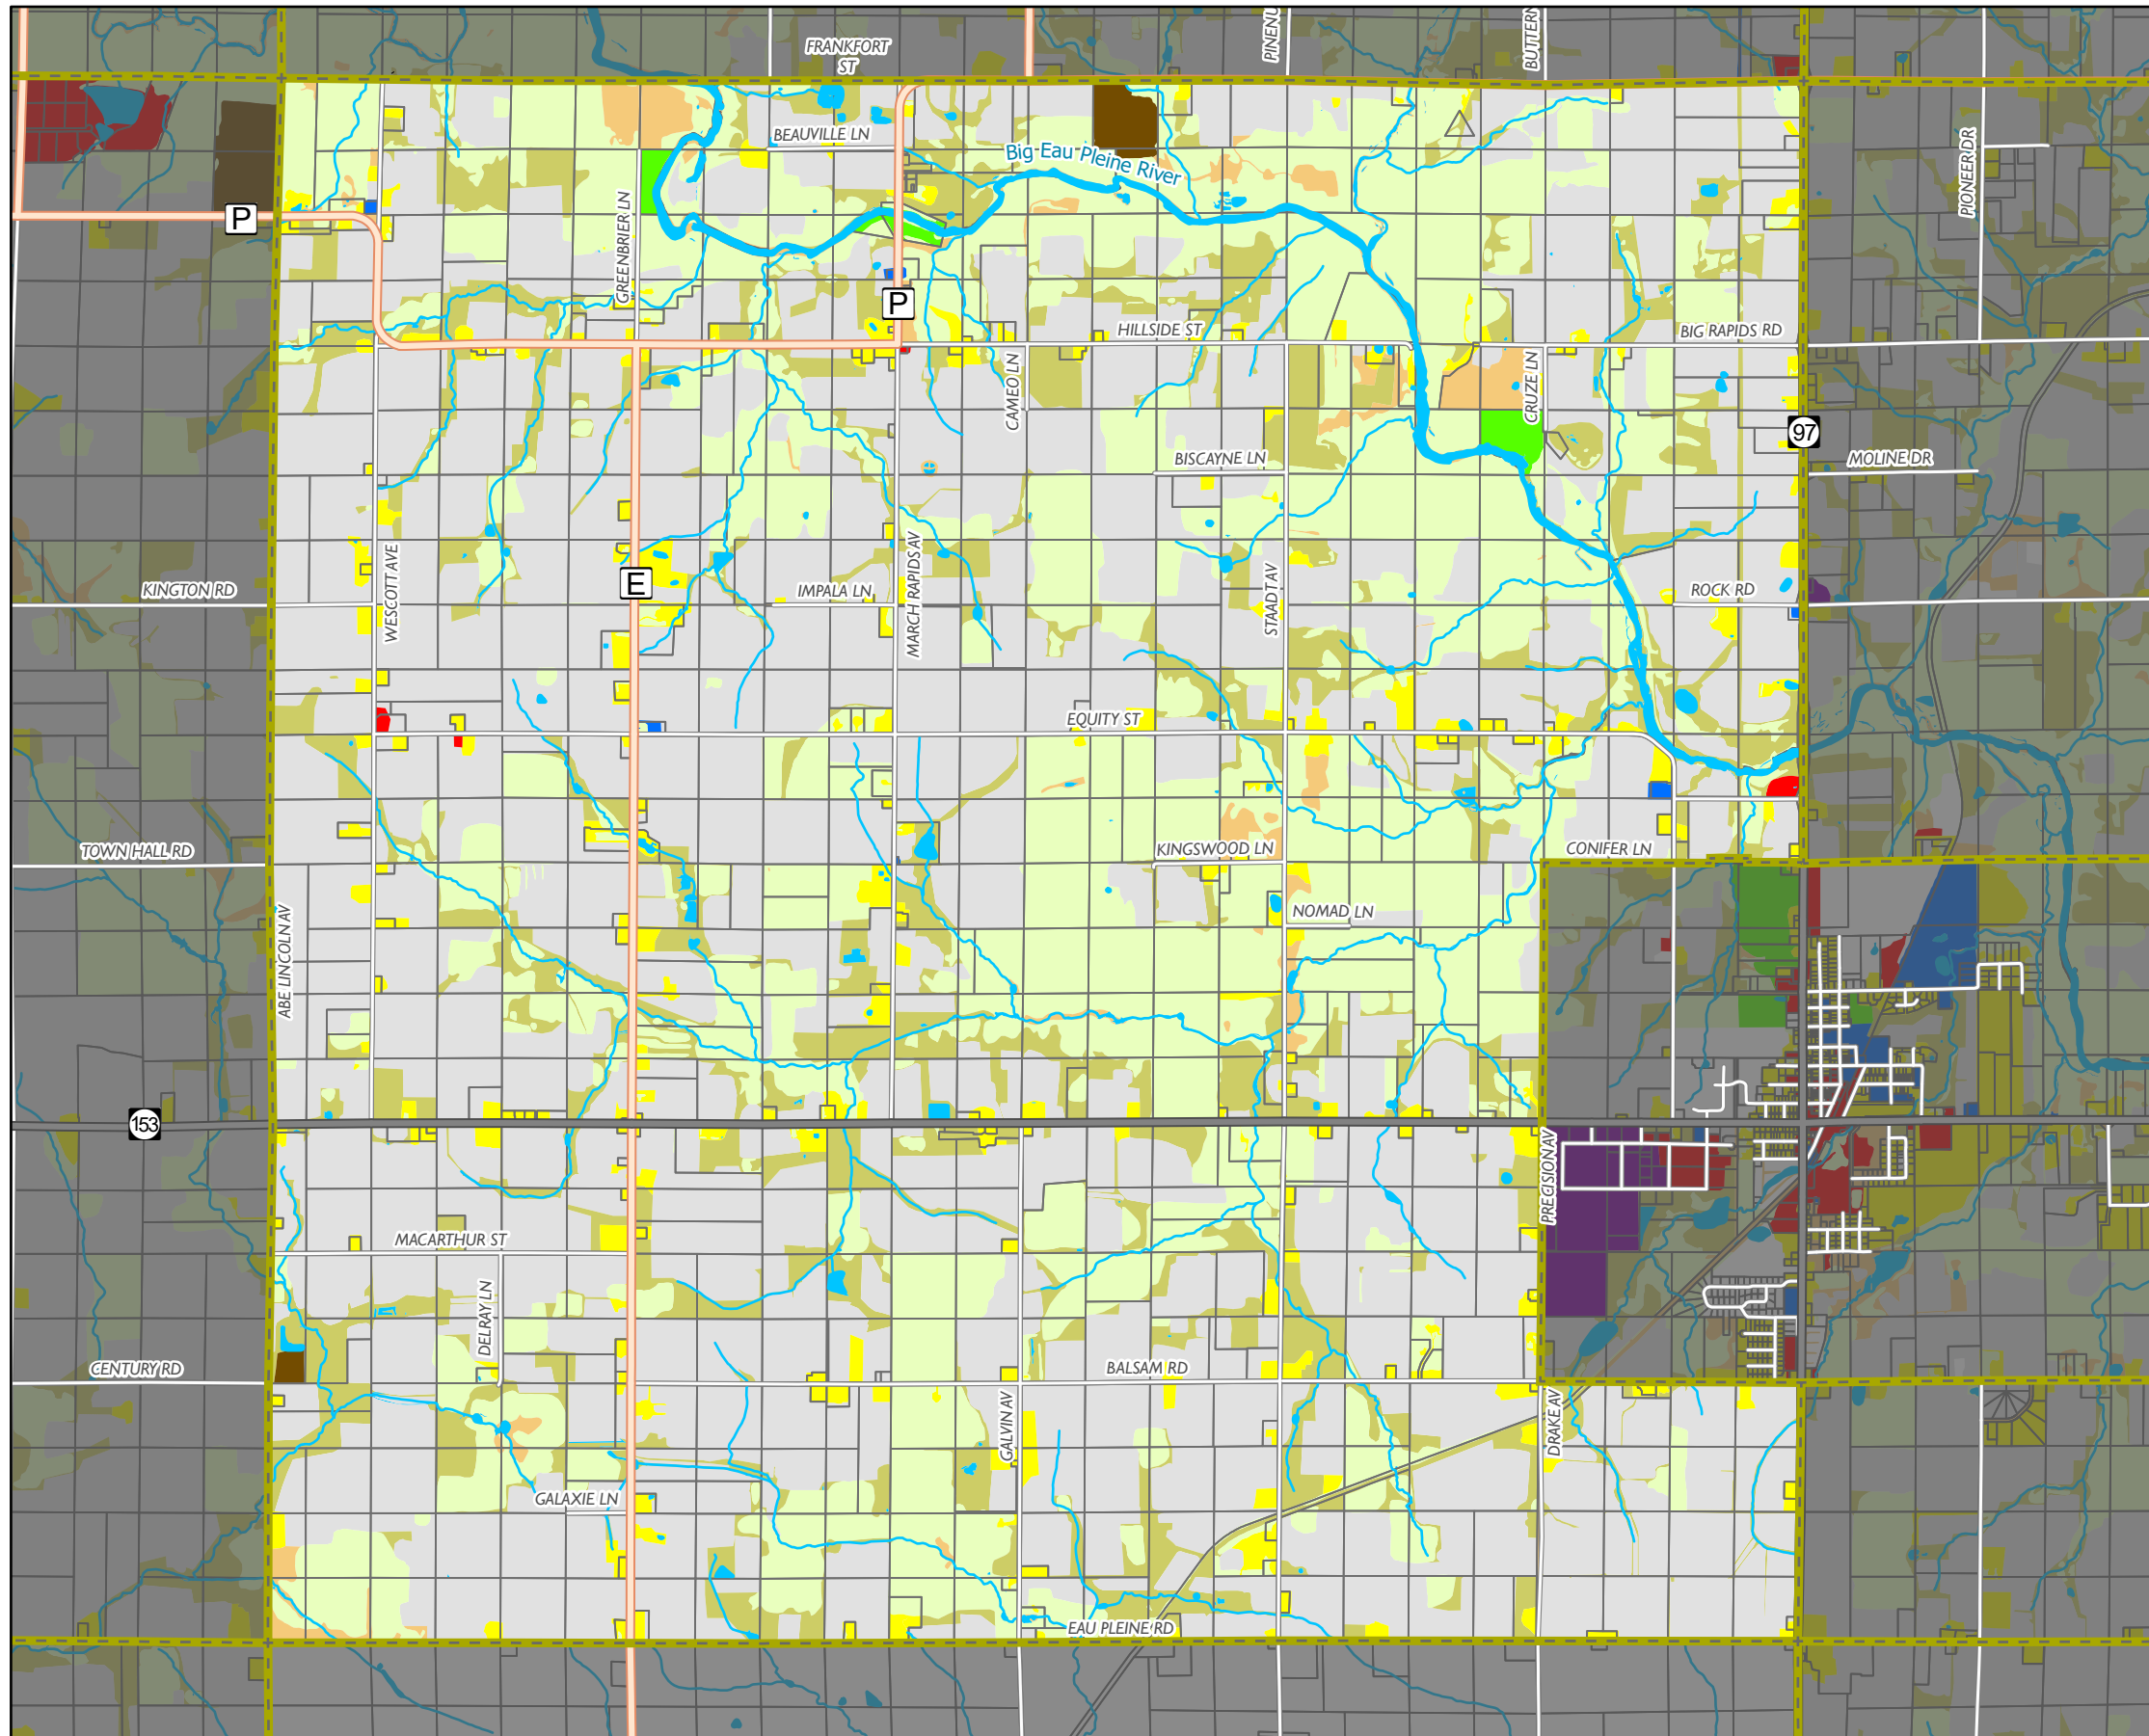 FRANKFORT
ST
PINENU
BUTTERN
BEAUVILLE LN
Big Eau Pleine River
PIONEER DR
P
GREENBRIER LN
P
HILLSIDE ST
BIG RAPIDS RD
CAMEO LN
CRUZE LN
97
BISCAYNE LN
MOLINE DR
WESCOTT AVE
MARCH RAPIDS AV
STAADT AV
KINGTON RD
E
IMPALA LN
ROCK RD
EQUITY ST
TOWN HALL RD
KINGSWOOD LN
CONIFER LN
ABE LINCOLN AV
NOMAD LN
153
PRECISION AV
MACARTHUR ST
DELRAY LN
CENTURY RD
BALSAM RD
GALVIN AV
DRAKE AV
GALAXIE LN
EAU PLEINE RD